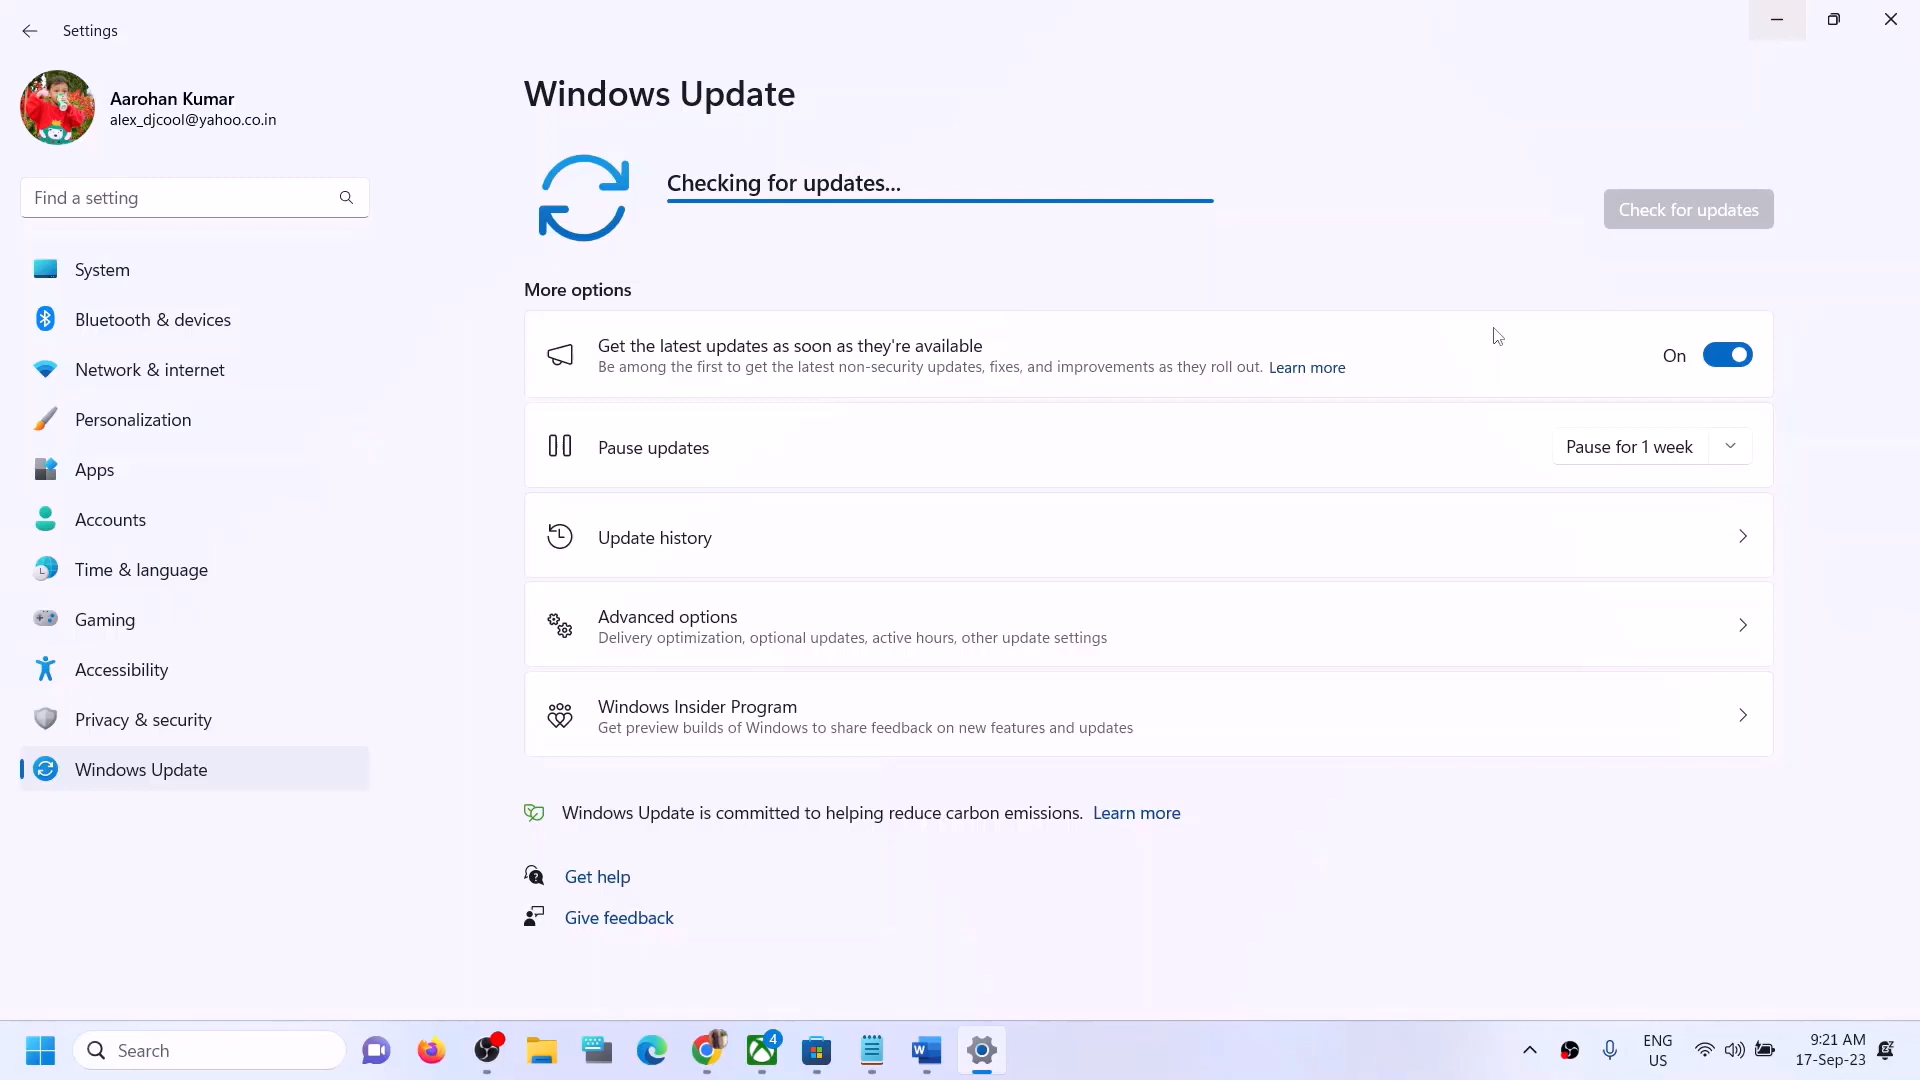 Settings
Aarohan Kumar
alex_djcool@yahoo.co.in
Find a setting
System
Bluetooth & devices
Network & internet
Personalization
Apps
Accounts
Time & language
Gaming
Accessibility
Privacy & security
Windows Update
Windows Update
Checking for updates...
Check for updates
More options
Get the latest updates as soon as they're available
Be among the first to get the latest non-security updates, fixes, and improvements as they roll out. Learn more
On
Pause updates
Pause for 1 week
Update history
Advanced options
Delivery optimization, optional updates, active hours, other update settings
Windows Insider Program
Get preview builds of Windows to share feedback on new features and updates
Windows Update is committed to helping reduce carbon emissions. Learn more
Get help
Give feedback
Search
4
ENG
US
9:21 AM
17-Sep-23